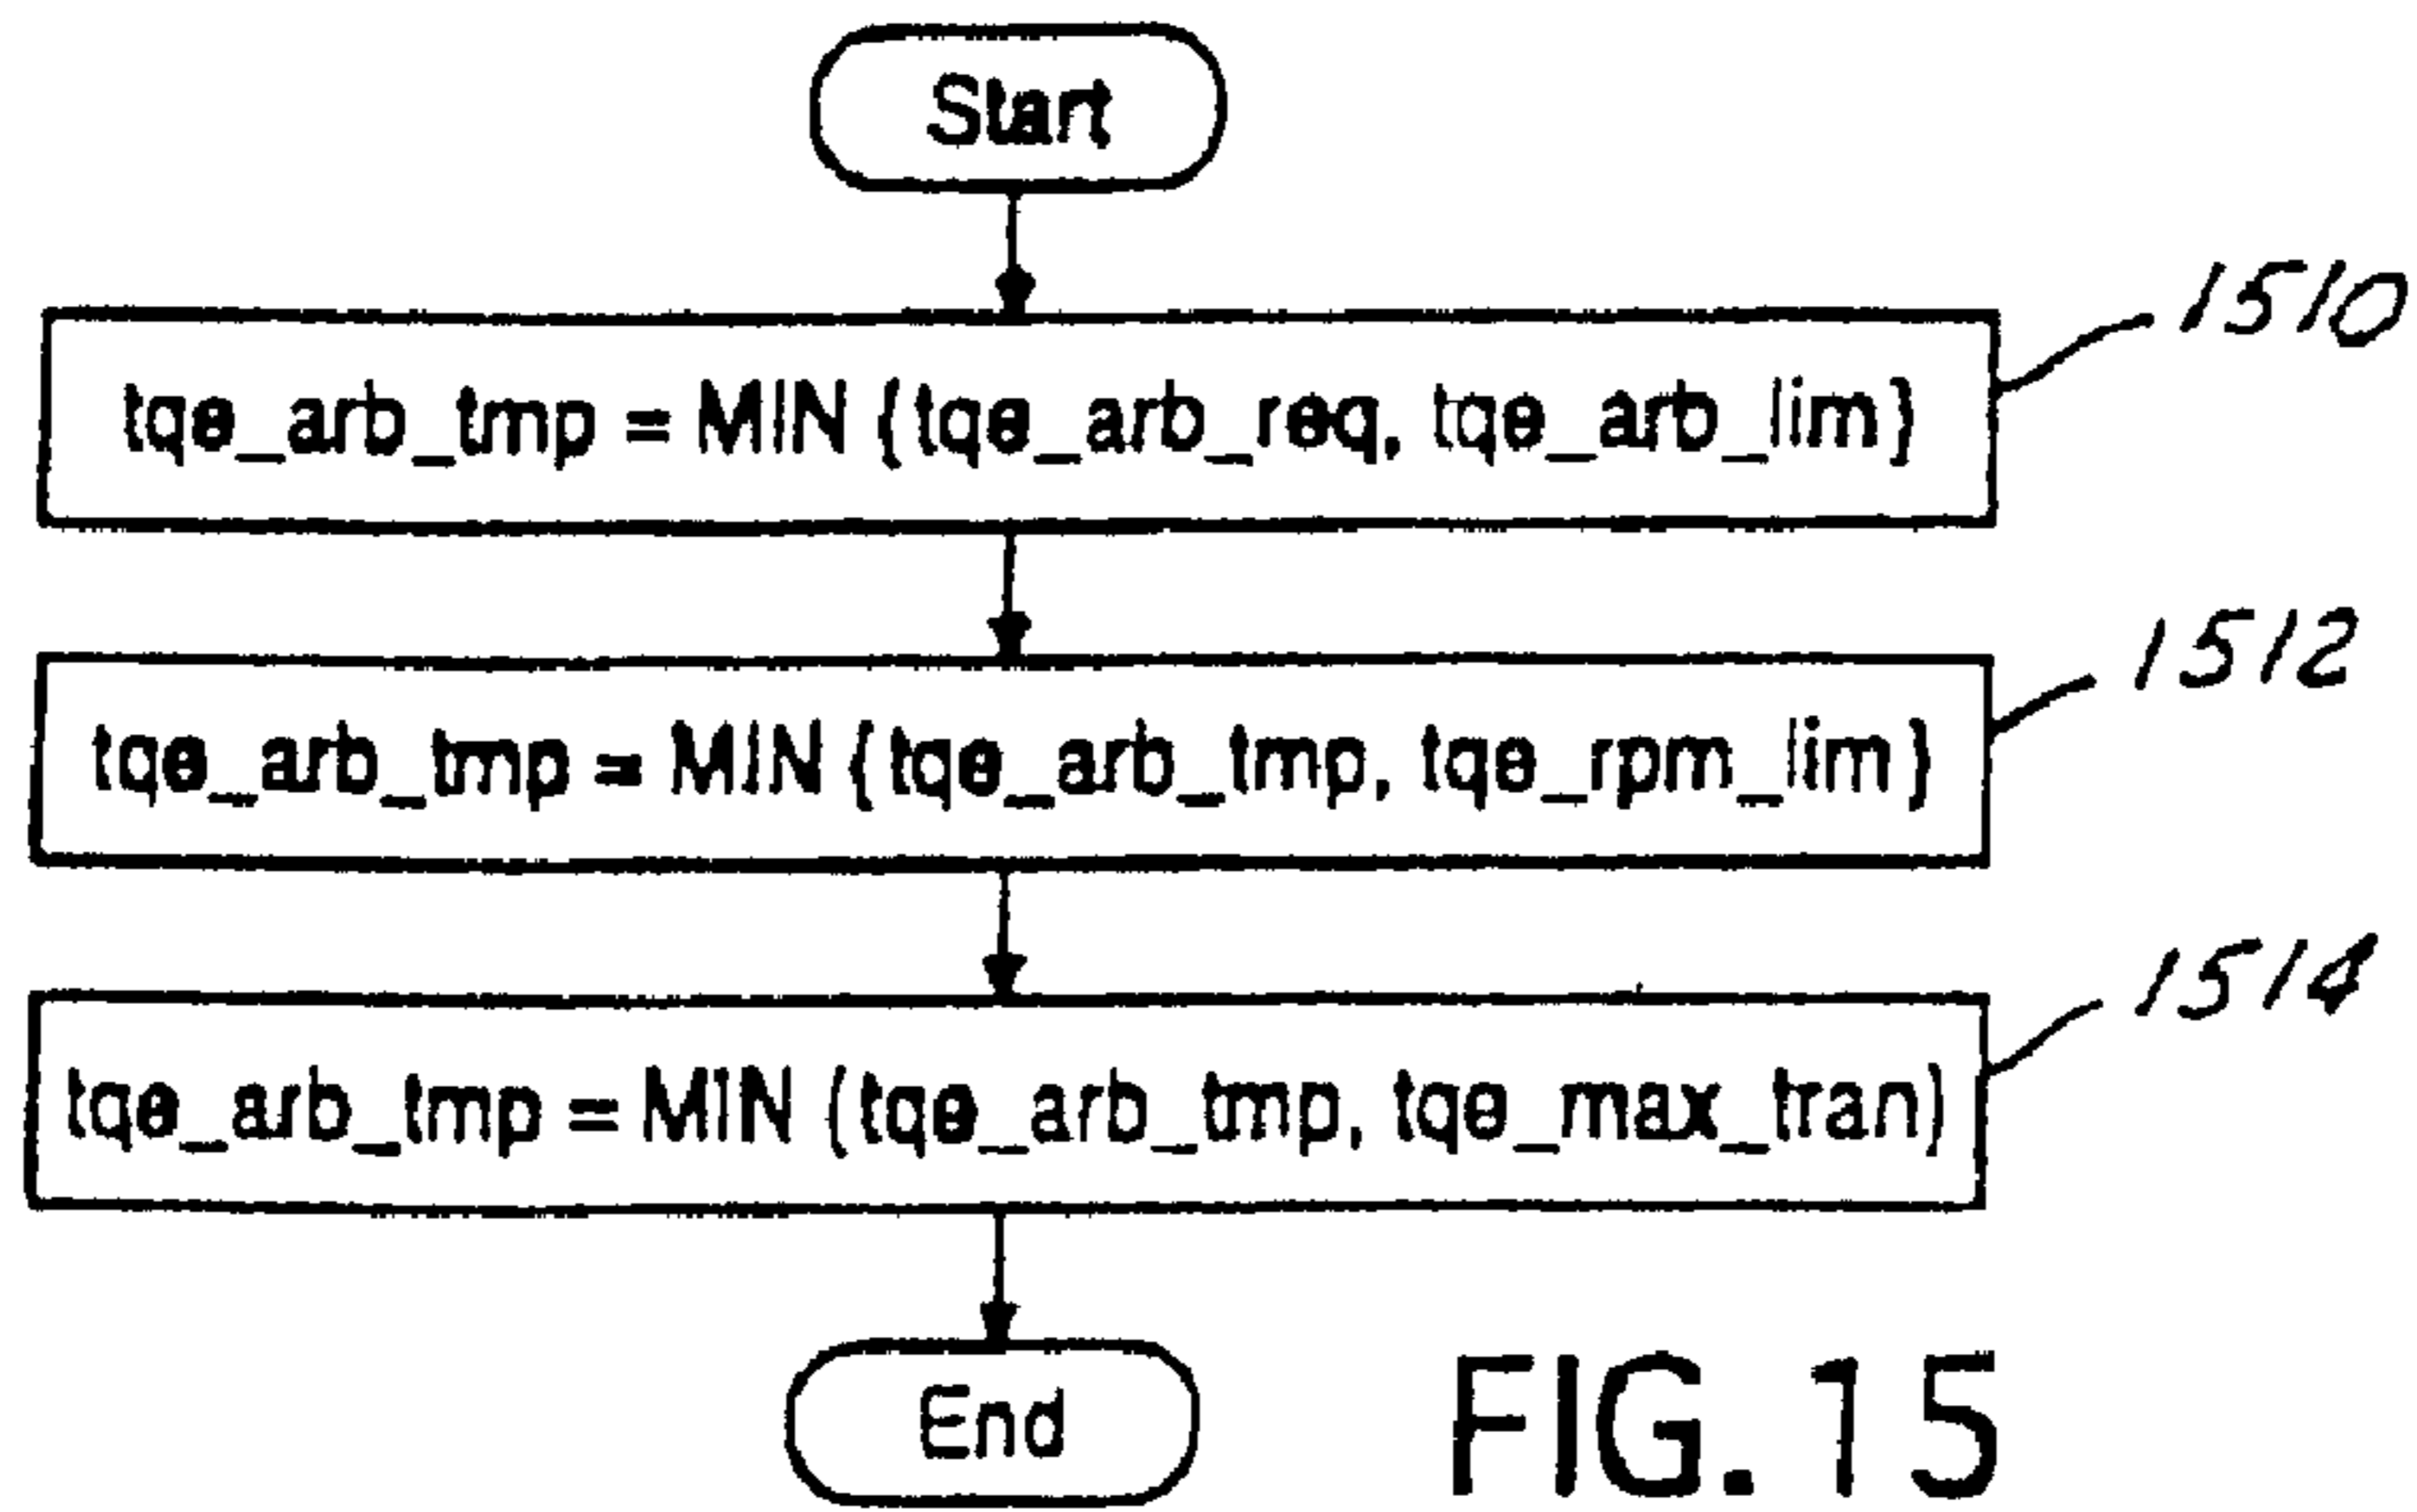 Start
1510
tqe_arb_tmp = MIN {tqe_arb_req, tqe_arb_lim}
1512
tqe_arb_tmp = MIN {tqe_arb_tmp, tqe_rpm_lim}
1514
tqe_arb_tmp = MIN (tqe_arb_tmp, tqe_max_tran)
End
FIG. 15